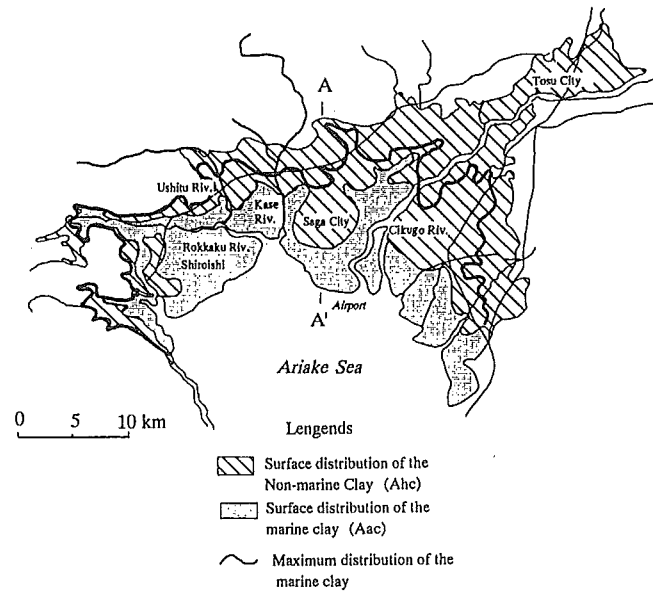 Tosu City
A
Ushitu Riv.
Kase
Riv.
Saga City
Cikugo Riv.
Rokkaku Riv.
Shiroishi
A'
Airport
Ariake Sea
0 5 10 km
Lengends
Surface distribution of the
Non-marine Clay (Ahc)
Surface distribution of the
marine clay (Aac)
Maximum distribution of the
marine clay